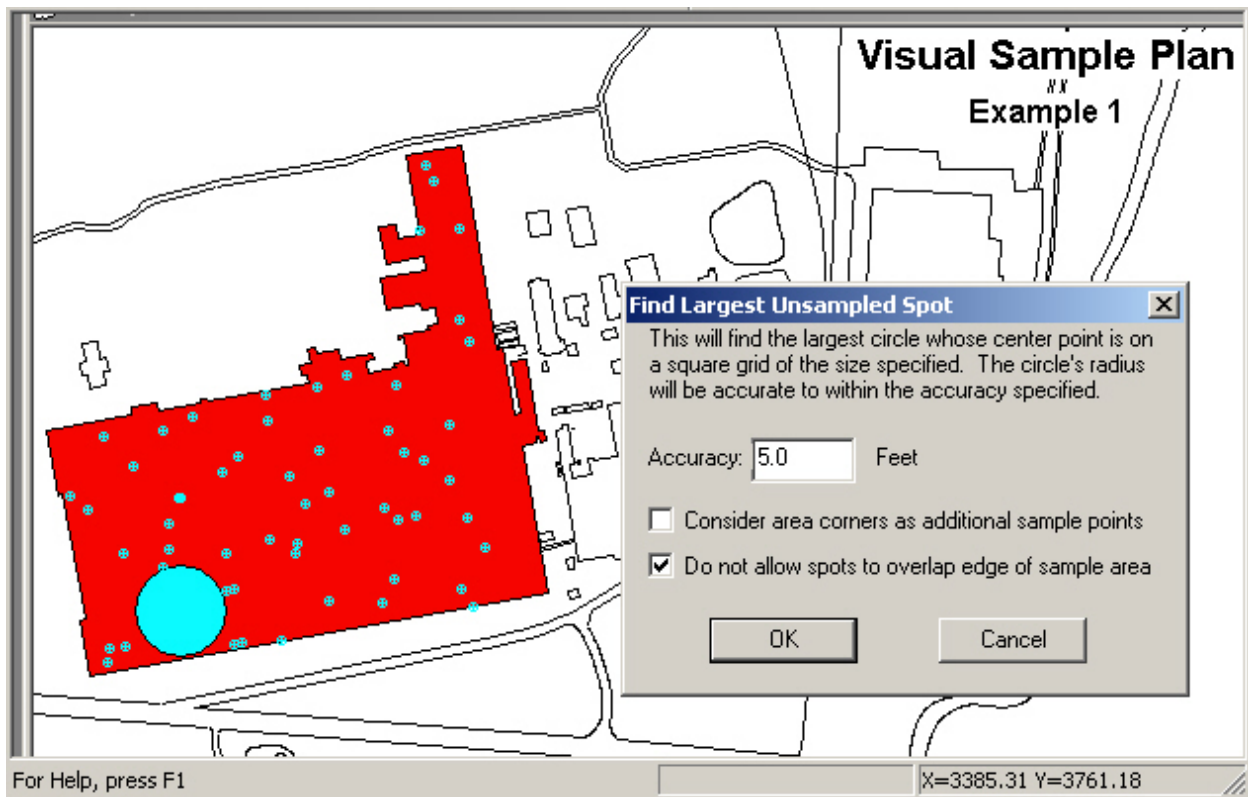 Visual Sample Plan
Example 1
Find Largest Unsampled Spot
This will find the largest circle whose center point is on
a square grid of the size specified. The circle's radius
will be accurate to within the accuracy specified.
Accuracy: 5.0 Feet
Consider area corners as additional sample points
Do not allow spots to overlap edge of sample area
OK Cancel
For Help, press F1 X=3385.31 Y=3761.18